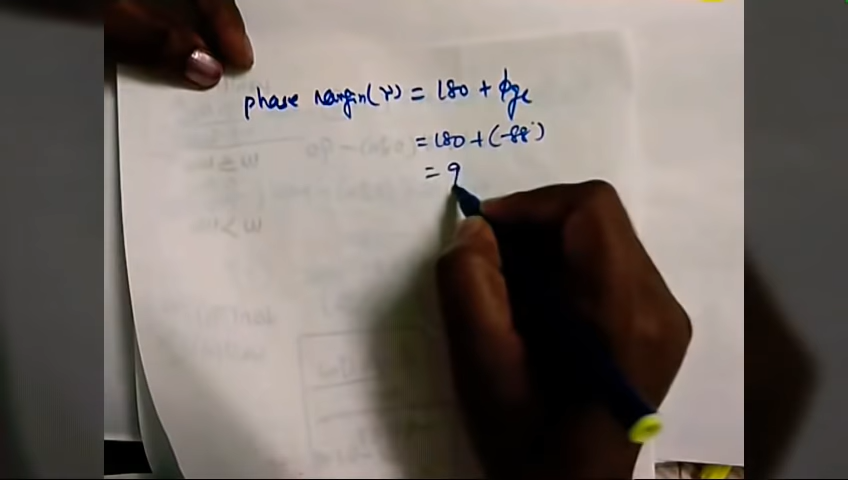 phase margin(γ) = 180 + ϕgc
= 180 + (-88°)
= 9